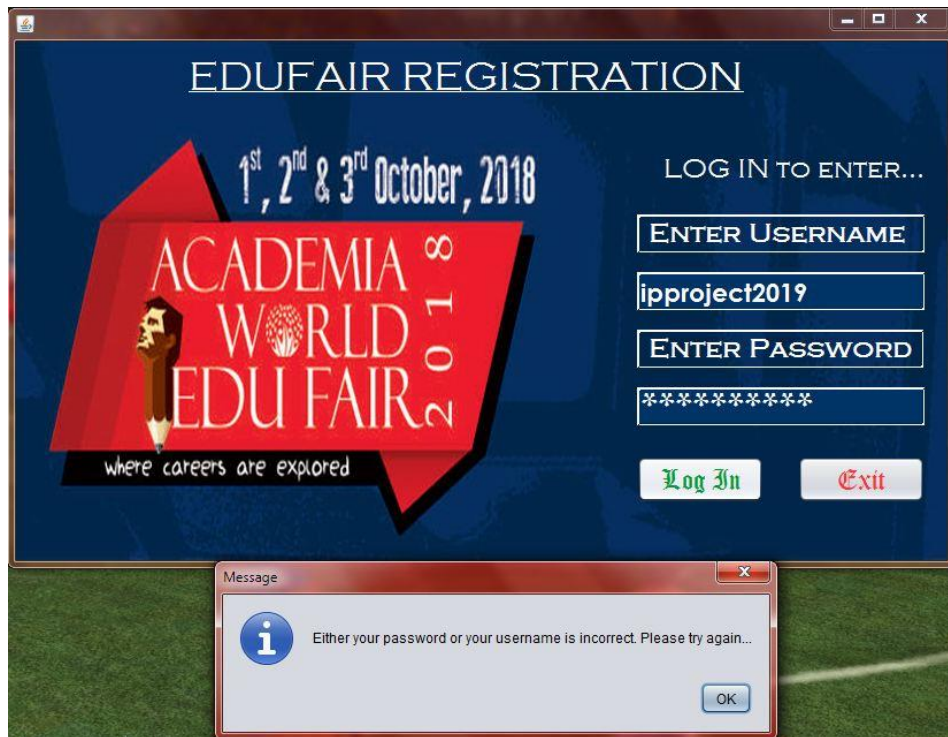 EDUFAIR REGISTRATION
1st, 2nd & 3rd October, 2018
ACADEMIA
WORLD
EDU FAIR
2018
where careers are explored
LOG IN TO ENTER...
ENTER USERNAME
ipproject2019
ENTER PASSWORD
**********
Log In
Exit
Message
Either your password or your username is incorrect. Please try again...
OK